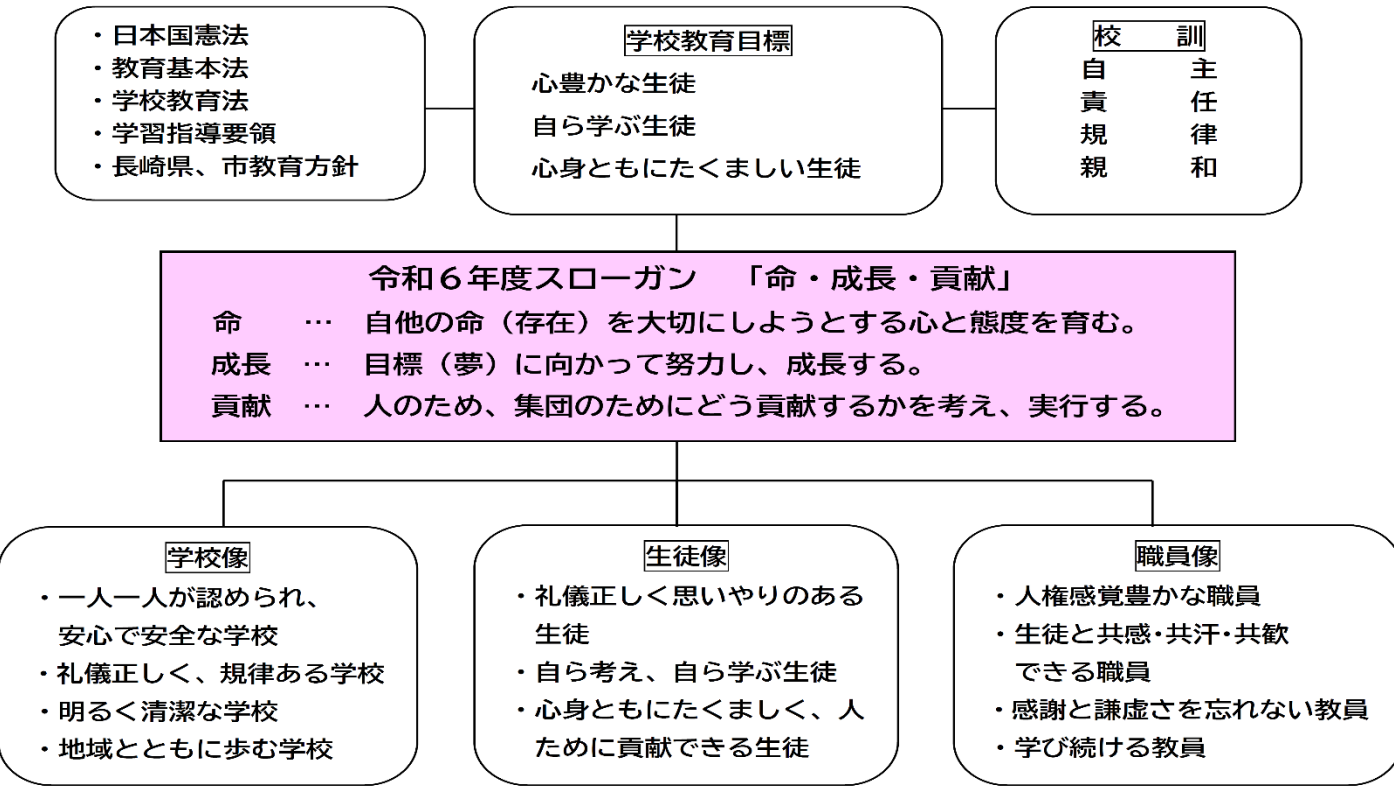 ・日本国憲法
・教育基本法
・学校教育法
・学習指導要領
・長崎県、市教育方針
学校教育目標
心豊かな生徒
自ら学ぶ生徒
心身ともにたくましい生徒
校　訓
自　主
責　任
規　律
親　和
令和６年度スローガン　「命・成長・貢献」
命　…　自他の命（存在）を大切にしようとする心と態度を育む。
成長　…　目標（夢）に向かって努力し、成長する。
貢献　…　人のため、集団のためにどう貢献するかを考え、実行する。
学校像
・一人一人が認められ、
安心で安全な学校
・礼儀正しく、規律ある学校
・明るく清潔な学校
・地域とともに歩む学校
生徒像
・礼儀正しく思いやりのある
生徒
・自ら考え、自ら学ぶ生徒
・心身ともにたくましく、人
ために貢献できる生徒
職員像
・人権感覚豊かな職員
・生徒と共感・共汗・共歓
できる職員
・感謝と謙虚さを忘れない教員
・学び続ける教員